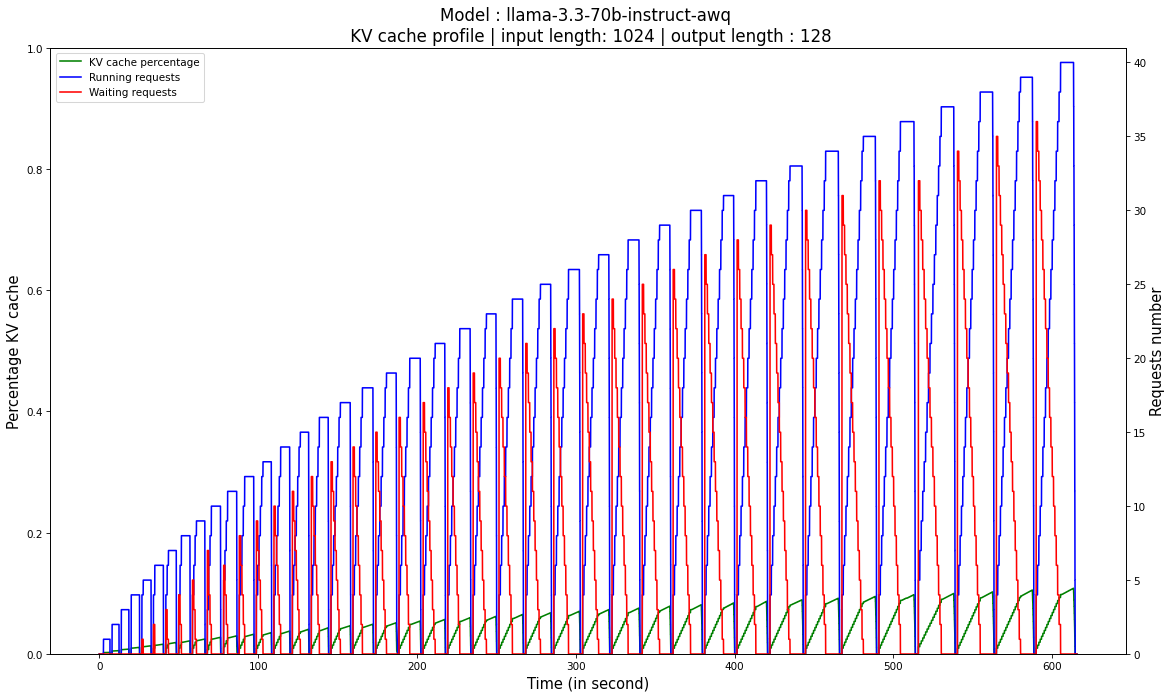 Model : llama-3.3-70b-instruct-awq
KV cache profile | input length: 1024 | output length : 128
KV cache percentage
Running requests
Waiting requests
Percentage KV cache
1.0
0.8
0.6
0.4
0.2
0.0
0 100 200 300 400 500 600
Time (in second)
40
35
30
25
20
15
10
5
0
Requests number